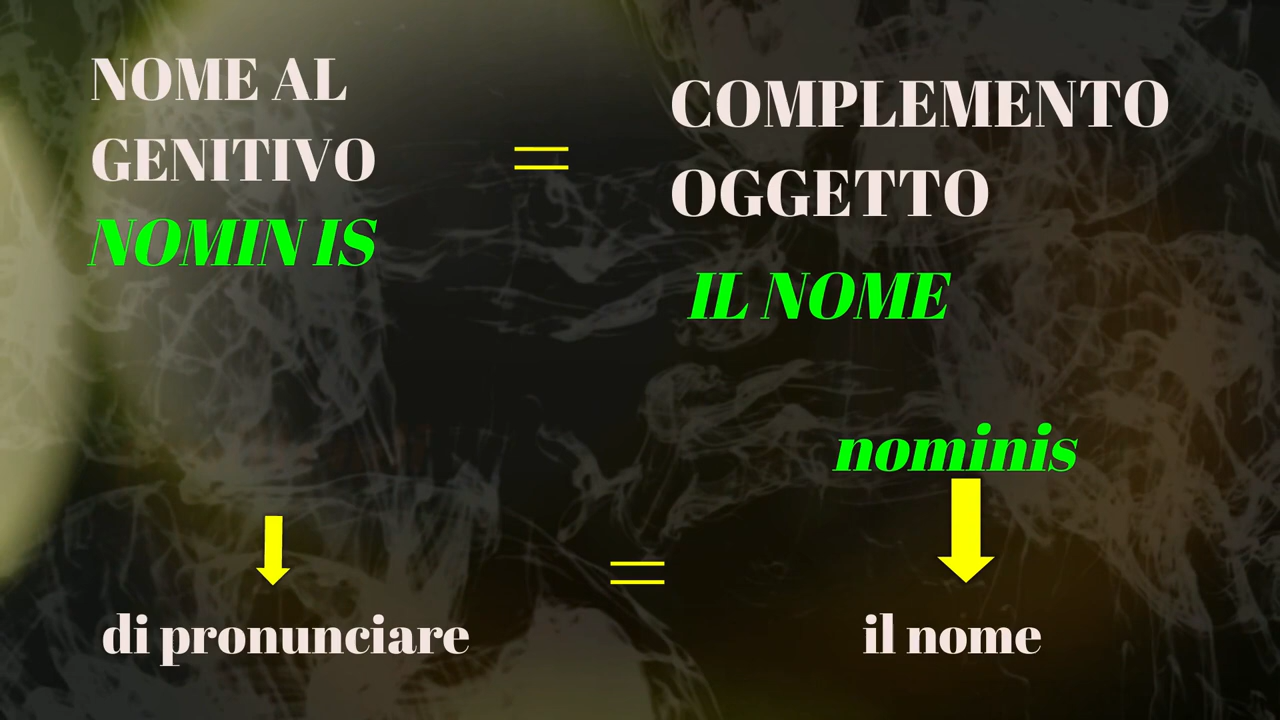 NOME AL
GENITIVO
NOMIN IS
=
COMPLEMENTO
OGGETTO
IL NOME
nominis
di pronunciare
=
il nome